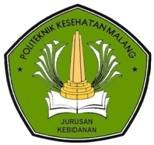 POLITEKNIK KESEHATAN MALANG
JURUSAN
KEBIDANAN